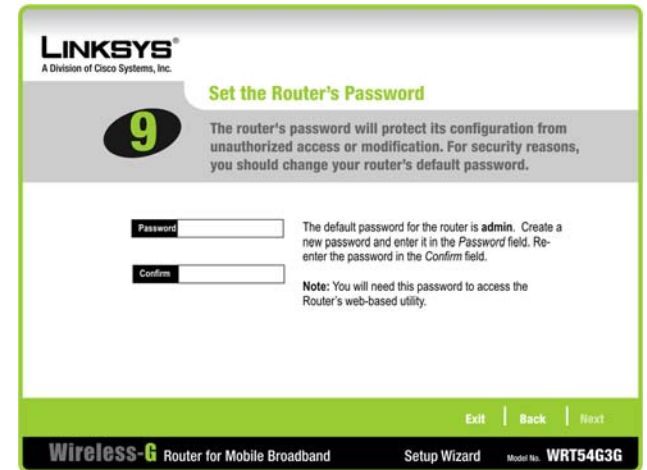 LINKSYS®
A Division of Cisco Systems, Inc.
Set the Router's Password
9
The router's password will protect its configuration from
unauthorized access or modification. For security reasons,
you should change your router's default password.
Password
The default password for the router is admin. Create a
new password and enter it in the Password field. Re-
enter the password in the Confirm field.
Confirm
Note: You will need this password to access the
Router's web-based utility.
Exit | Back | Next
Wireless-G Router for Mobile Broadband Setup Wizard Model No. WRT54G3G